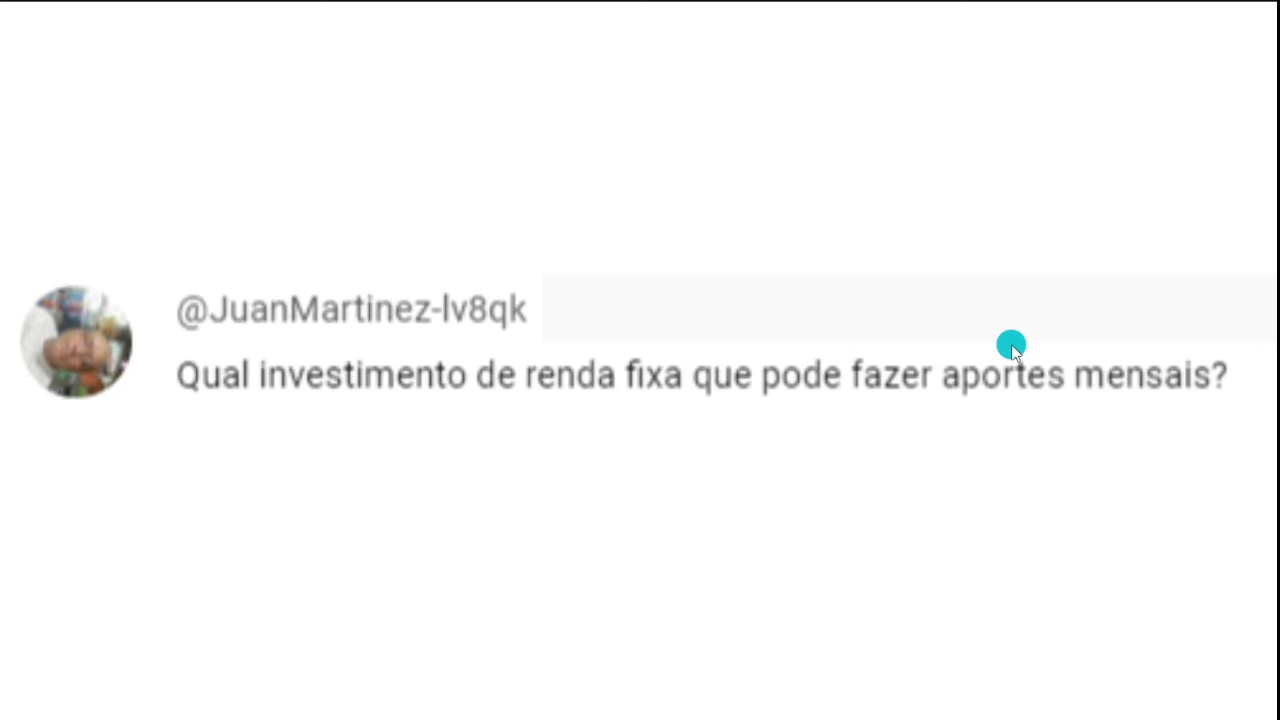 @JuanMartinez-lv8qk
Qual investimento de renda fixa que pode fazer aportes mensais?